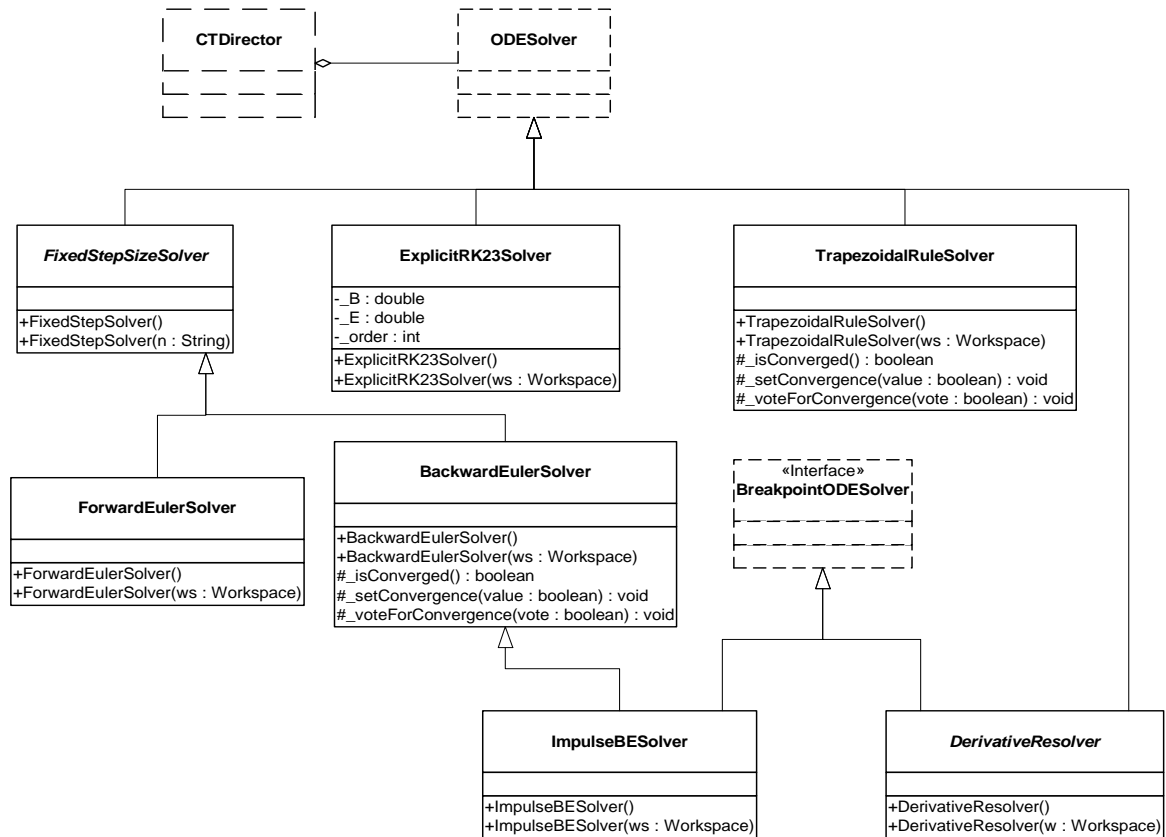 CTDirector
ODESolver
FixedStepSizeSolver
+FixedStepSolver()
+FixedStepSolver(n : String)
ExplicitRK23Solver
-_B : double
-_E : double
-_order : int
+ExplicitRK23Solver()
+ExplicitRK23Solver(ws : Workspace)
TrapezoidalRuleSolver
+TrapezoidalRuleSolver()
+TrapezoidalRuleSolver(ws : Workspace)
#_isConverged() : boolean
#_setConvergence(value : boolean) : void
#_voteForConvergence(vote : boolean) : void
ForwardEulerSolver
+ForwardEulerSolver()
+ForwardEulerSolver(ws : Workspace)
BackwardEulerSolver
+BackwardEulerSolver()
+BackwardEulerSolver(ws : Workspace)
#_isConverged() : boolean
#_setConvergence(value : boolean) : void
#_voteForConvergence(vote : boolean) : void
«Interface»
BreakpointODESolver
ImpulseBESolver
+ImpulseBESolver()
+ImpulseBESolver(ws : Workspace)
DerivativeResolver
+DerivativeResolver()
+DerivativeResolver(w : Workspace)